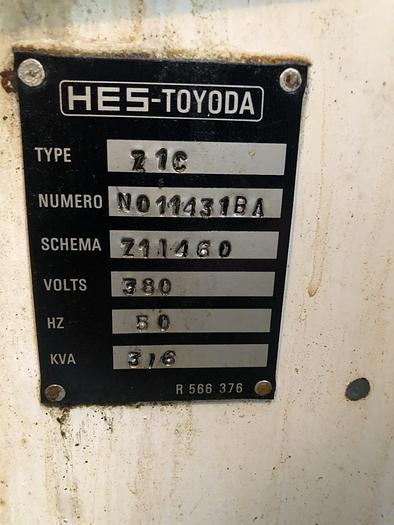 HES-TOYODA
TYPE Z1C
NUMERO N011431BA
SCHEMA Z11460
VOLTS 380
HZ 50
KVA 3/6
R 566 376